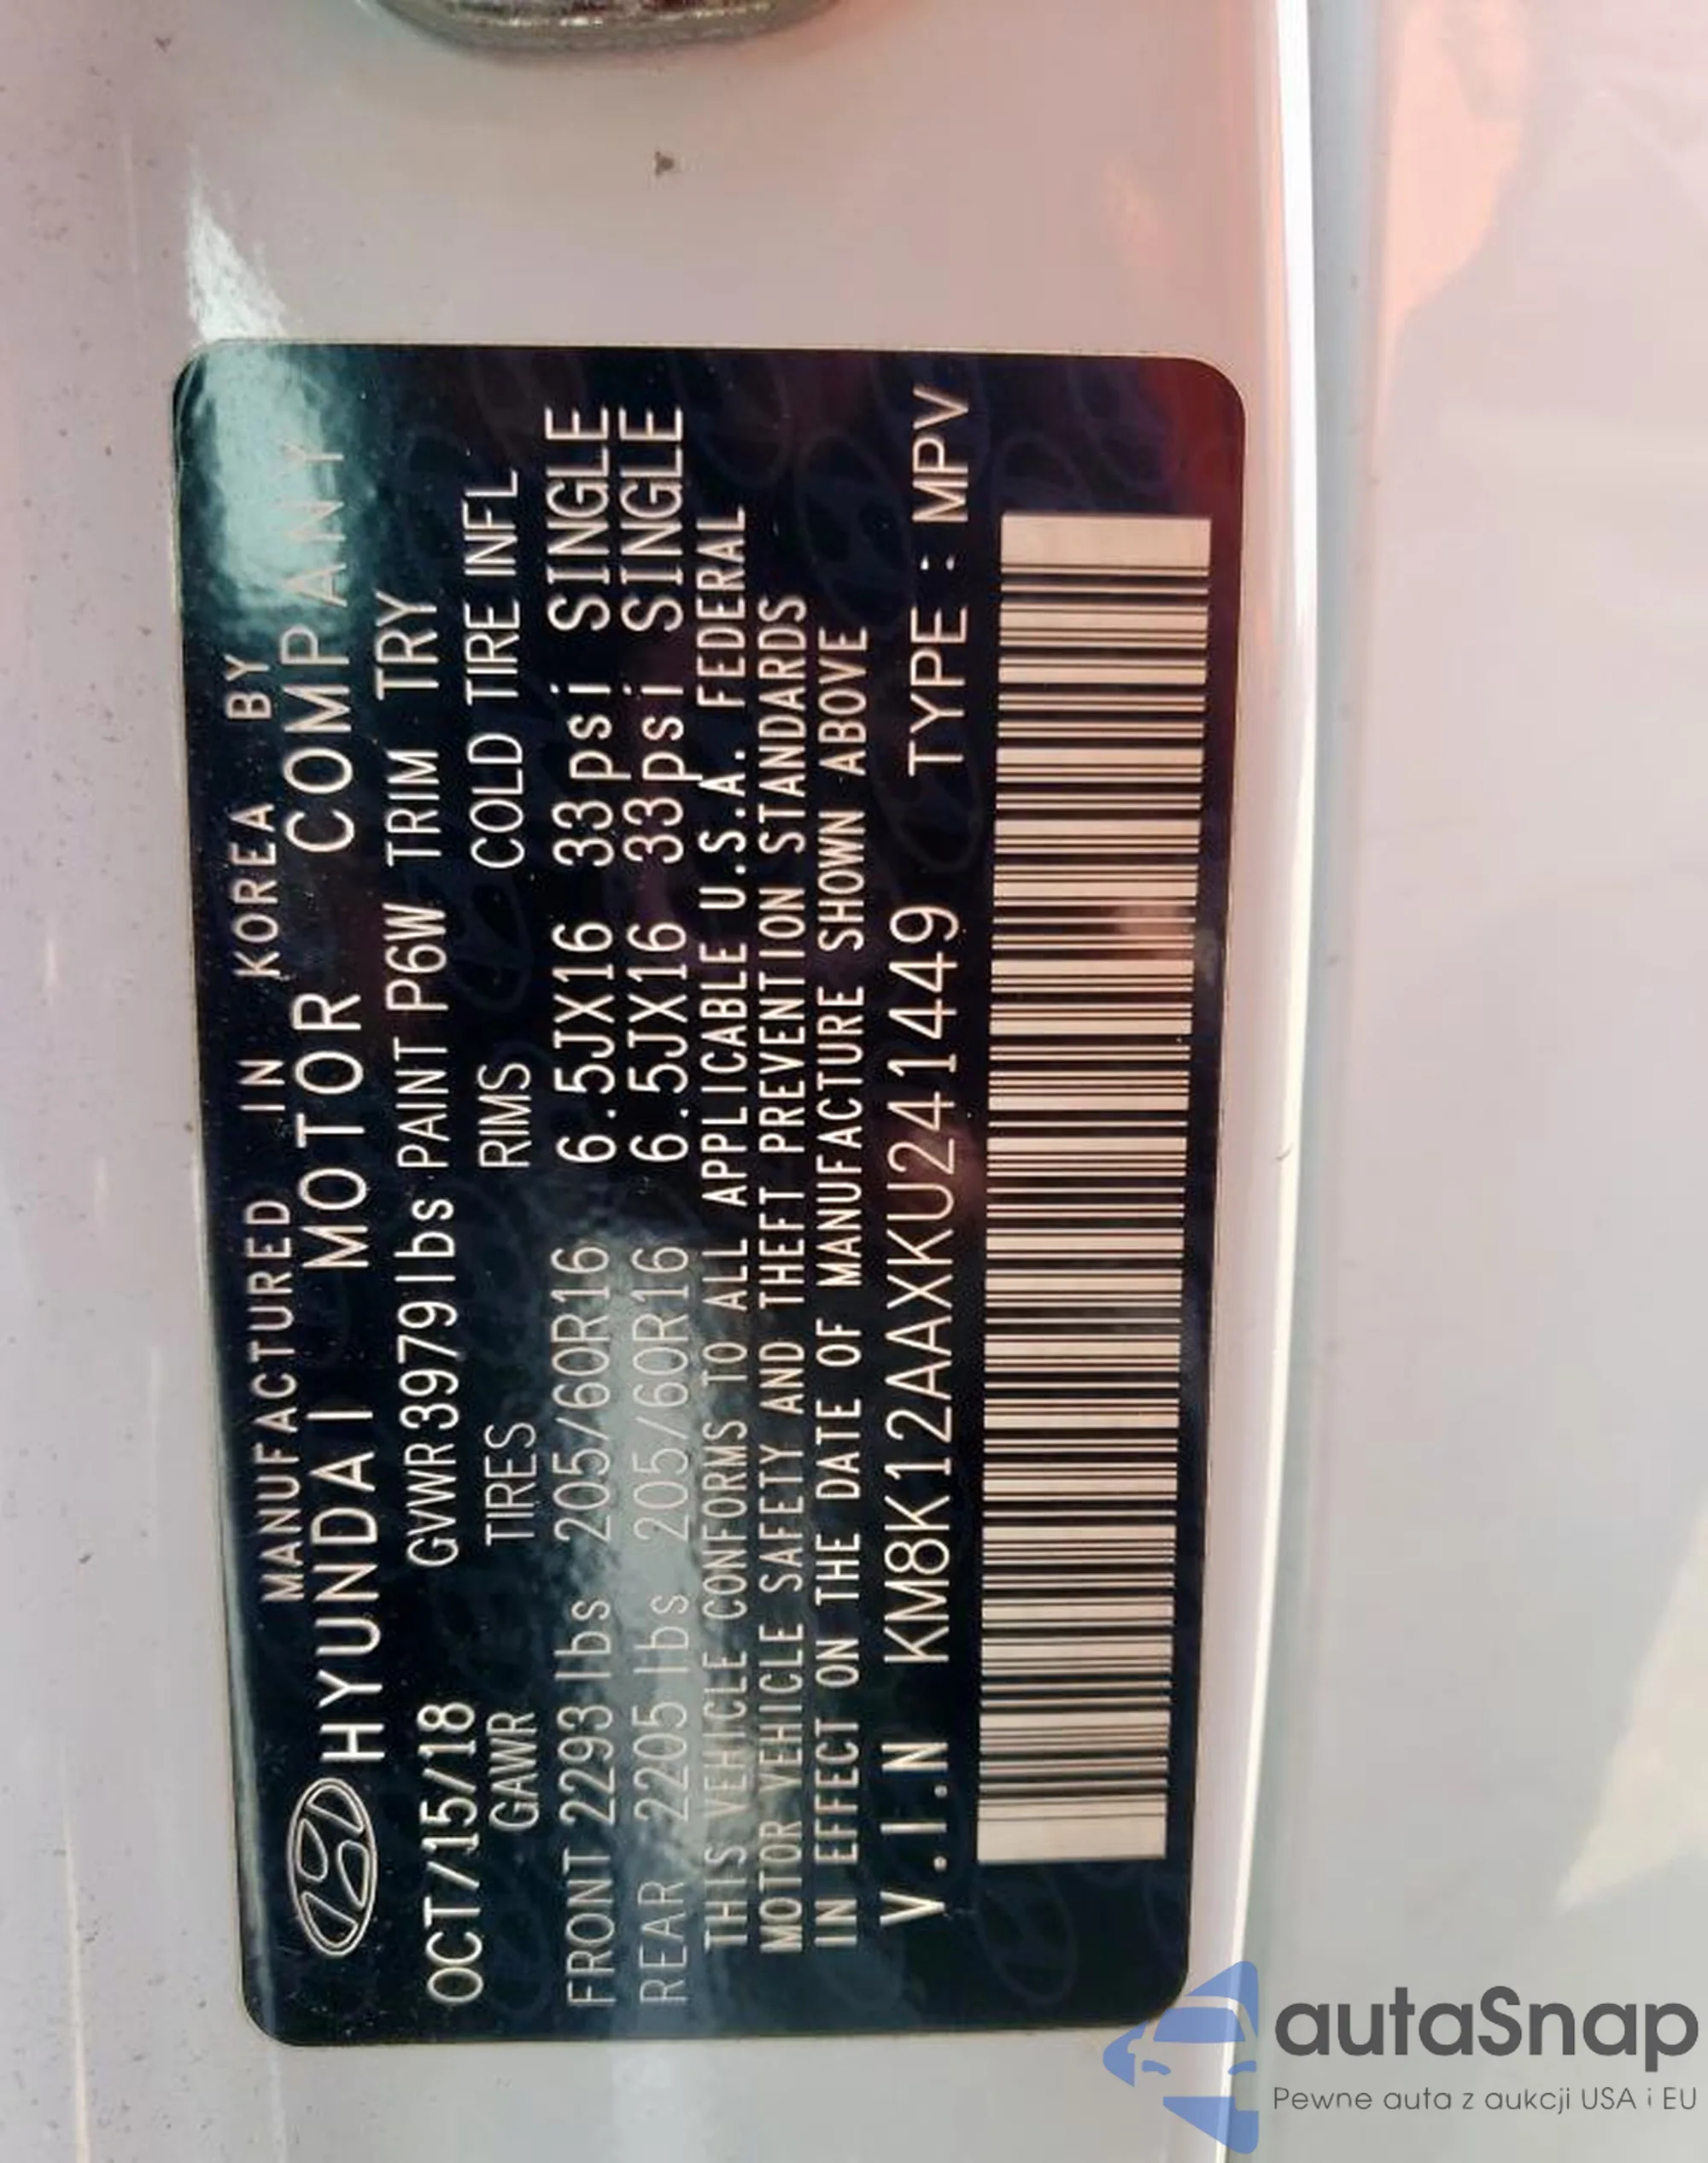 MANUFACTURED IN KOREA BY
HYUNDAI MOTOR COMPANY
OCT/15/18 GVWR3979lbs PAINT P6W TRIM TRY
GAWR TIRES RIMS COLD TIRE INFL
FRONT 2293lbs 205/60R16 6.5JX16 33psi SINGLE
REAR 2205lbs 205/60R16 6.5JX16 33psi SINGLE
THIS VEHICLE CONFORMS TO ALL APPLICABLE U.S.A. FEDERAL
MOTOR VEHICLE SAFETY AND THEFT PREVENTION STANDARDS
IN EFFECT ON THE DATE OF MANUFACTURE SHOWN ABOVE
V.I.N KM8K12AAXKU241449 TYPE : MPV
autaSnap
Pewne auta z aukcji USA i EU